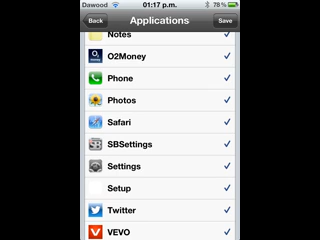 Dawood 01:17 p.m. 78 %
Back Applications Save
Notes
O2Money
Phone
Photos
Safari
SBSettings
Settings
Setup
Twitter
VEVO